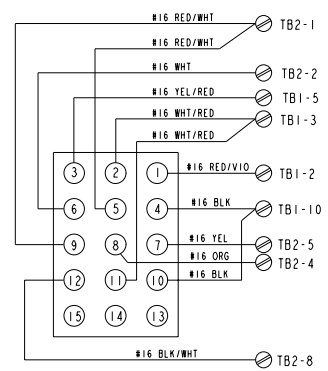 #16 RED/WHT
TB2-1
#16 RED/WHT
#16 WHT
TB2-2
#16 YEL/RED
TB1-5
#16 WHT/RED
TB1-3
#16 WHT/RED
3 2 1
#16 RED/VIO
TB1-2
6 5 4
#16 BLK
TB1-10
9 8 7
#16 YEL
TB2-5
#16 ORG
TB2-4
12 11 10
#16 BLK
15 14 13
#16 BLK/WHT
TB2-8